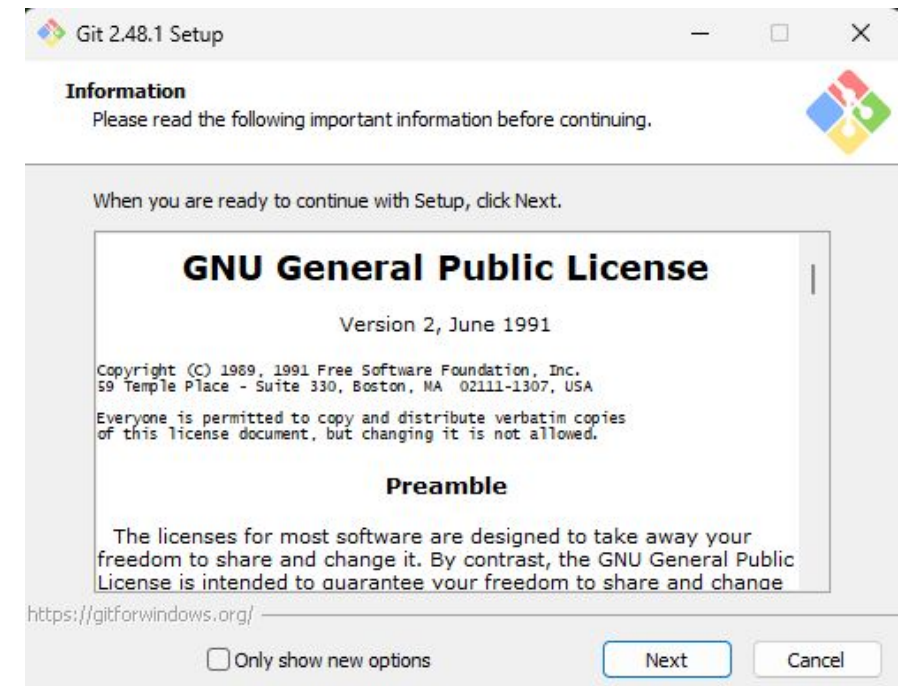 Git 2.48.1 Setup
Information
Please read the following important information before continuing.
When you are ready to continue with Setup, click Next.
GNU General Public License
Version 2, June 1991
Copyright (C) 1989, 1991 Free Software Foundation, Inc.
59 Temple Place - Suite 330, Boston, MA  02111-1307, USA
Everyone is permitted to copy and distribute verbatim copies
of this license document, but changing it is not allowed.
Preamble
The licenses for most software are designed to take away your
freedom to share and change it. By contrast, the GNU General Public
License is intended to guarantee your freedom to share and change
https://gitforwindows.org/
Only show new options
Next
Cancel